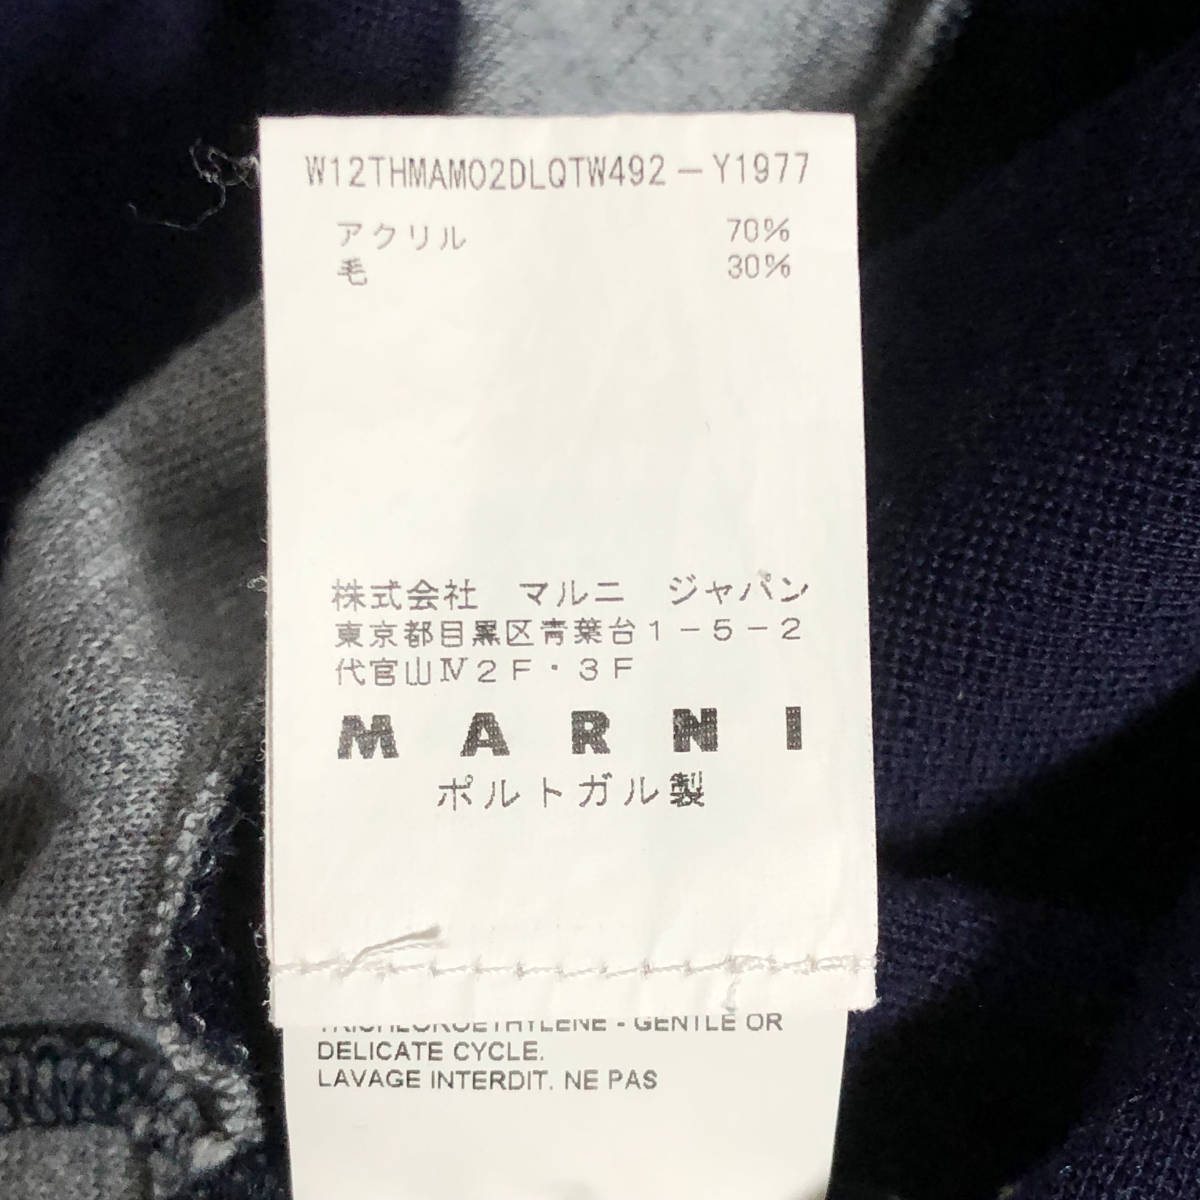 W12THMAM02DLQTW492-Y1977
アクリル 70%
毛 30%
株式会社 マルニ ジャパン
東京都目黒区青葉台1-5-2
代官山Ⅳ2F・3F
MARNI
ポルトガル製
TRICHLOROETHYLENE - GENTLE OR
DELICATE CYCLE.
LAVAGE INTERDIT. NE PAS